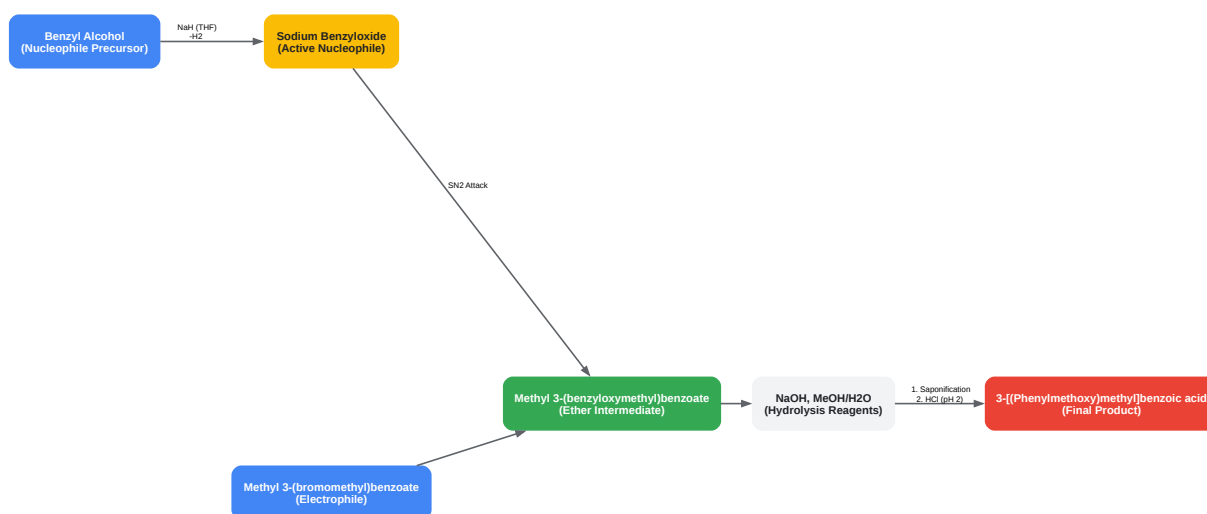 Benzyl Alcohol
(Nucleophile Precursor)
NaH (THF)
-H2
Sodium Benzyloxide
(Active Nucleophile)
SN2 Attack
Methyl 3-(benzyloxymethyl)benzoate
(Ether Intermediate)
NaOH, MeOH/H2O
(Hydrolysis Reagents)
1. Saponification
2. HCl (pH 2)
3-[(Phenylmethoxy)methyl]benzoic acid
(Final Product)
Methyl 3-(bromomethyl)benzoate
(Electrophile)